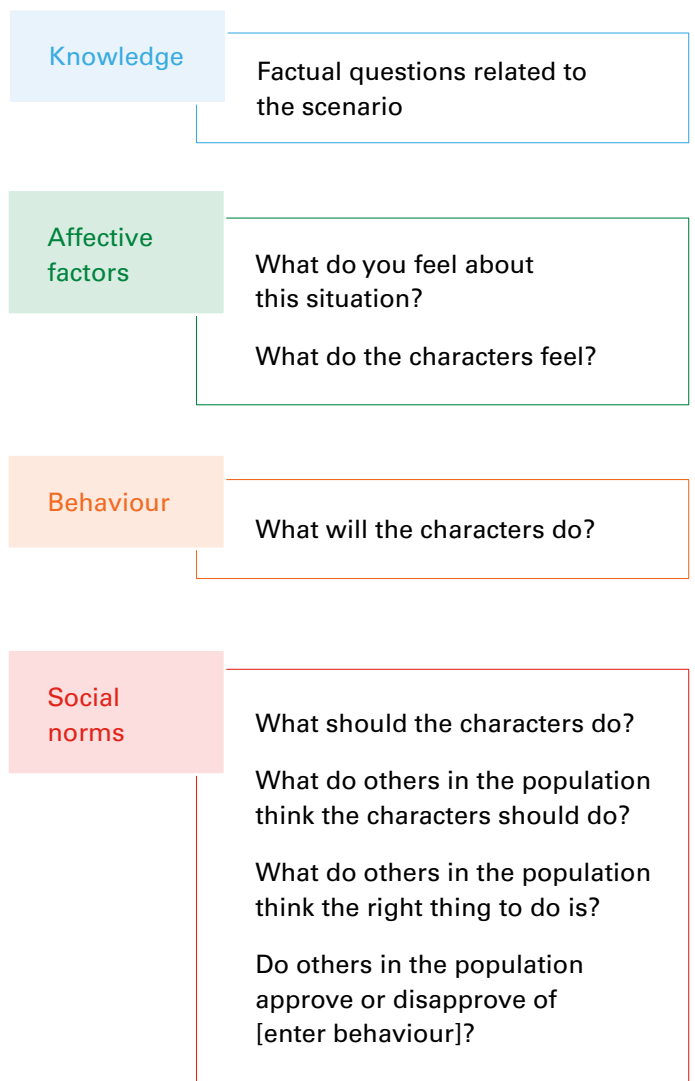 Knowledge
Factual questions related to
the scenario
Affective
factors
What do you feel about
this situation?
What do the characters feel?
Behaviour
What will the characters do?
Social
norms
What should the characters do?
What do others in the population
think the characters should do?
What do others in the population
think the right thing to do is?
Do others in the population
approve or disapprove of
[enter behaviour]?